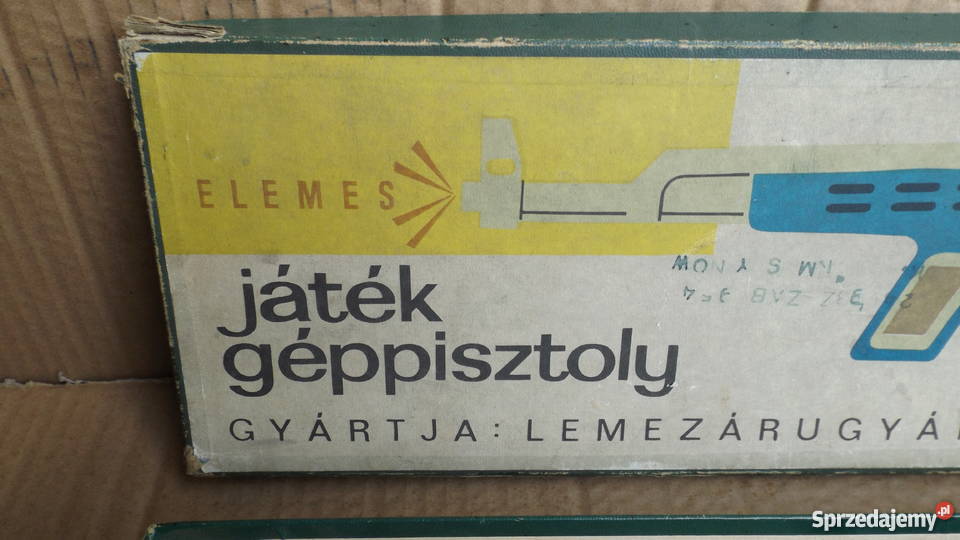 ELEMES
játék
géppisztoly
GYÁRTJA: LEMEZÁRUGYÁ
Sprzedajemy.pl